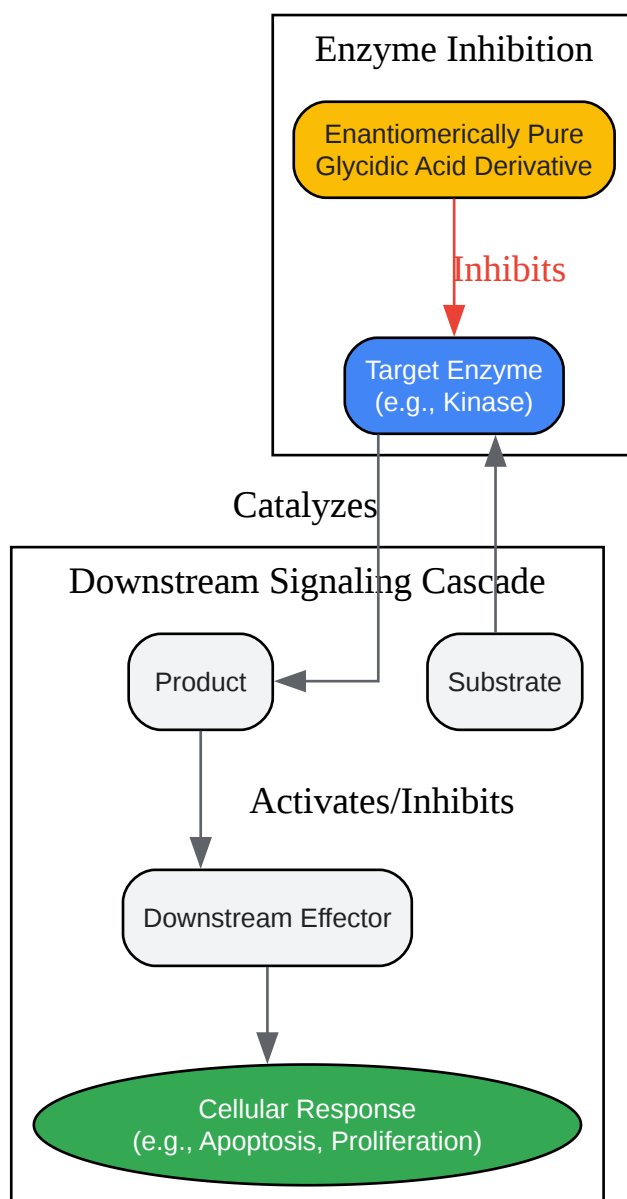 Enzyme Inhibition
Enantiomerically Pure
Glycidic Acid Derivative
Inhibits
Target Enzyme
(e.g., Kinase)
Catalyzes
Downstream Signaling Cascade
Product
Substrate
Activates/Inhibits
Downstream Effector
Cellular Response
(e.g., Apoptosis, Proliferation)